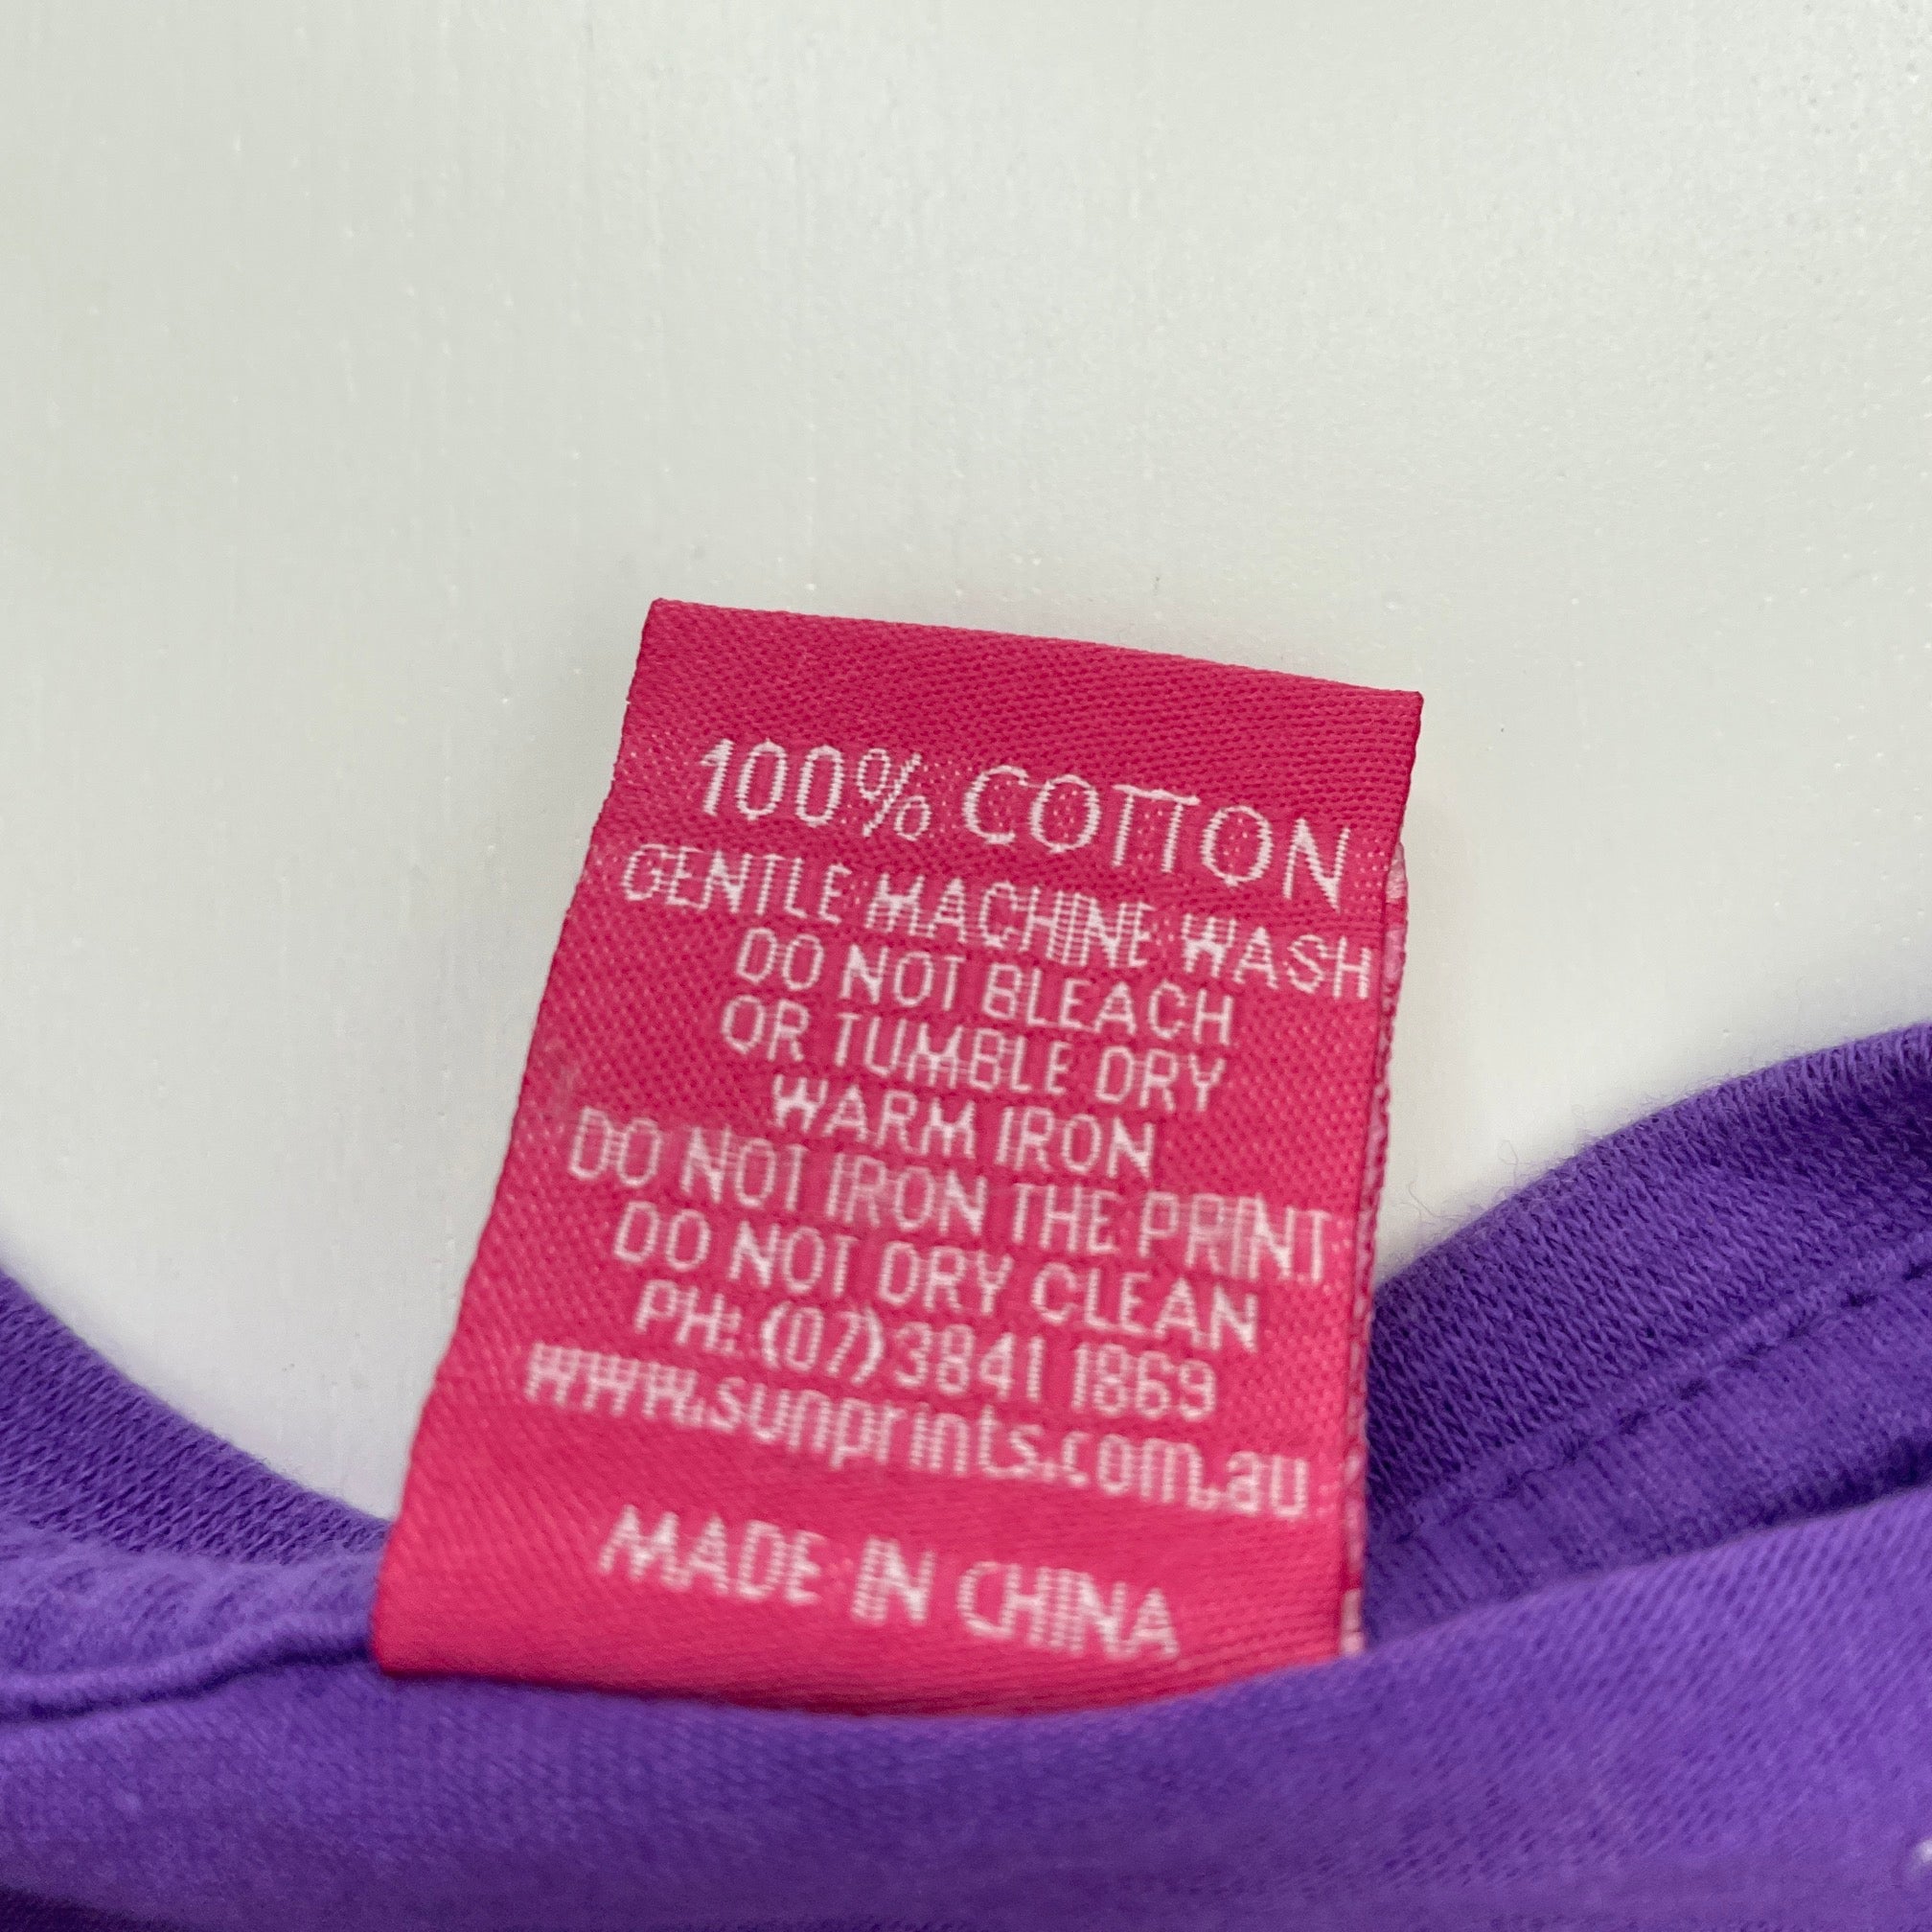 100% COTTON
GENTLE MACHINE WASH
DO NOT BLEACH
OR TUMBLE DRY
WARM IRON
DO NOT IRON THE PRINT
DO NOT DRY CLEAN
PH: (07) 3841 1869
www.sunprints.com.au
MADE IN CHINA